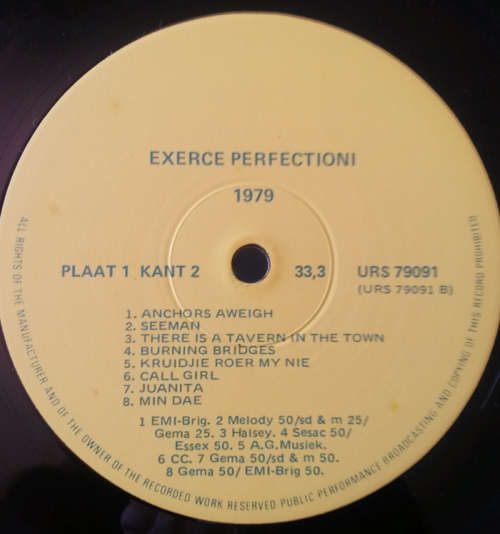 EXERCE PERFECTIONI
1979
PLAAT 1 KANT 2 33,3 URS 79091
(URS 79091 B)
1. ANCHORS AWEIGH
2. SEEMAN
3. THERE IS A TAVERN IN THE TOWN
4. BURNING BRIDGES
5. KRUIDJIE ROER MY NIE
6. CALL GIRL
7. JUANITA
8. MIN DAE
1 EMI-Brig. 2 Melody 50/sd & m 25/
Gema 25. 3 Halsey. 4 Sesac 50/
Essex 50. 5 A.G.Musiek.
6 CC. 7 Gema 50/sd & m 50.
8 Gema 50/ EMI-Brig 50.
ALL RIGHTS OF THE MANUFACTURER AND OF THE OWNER OF THE RECORDED WORK RESERVED PUBLIC PERFORMANCE BROADCASTING AND COPYING OF THIS RECORD PROHIBITED